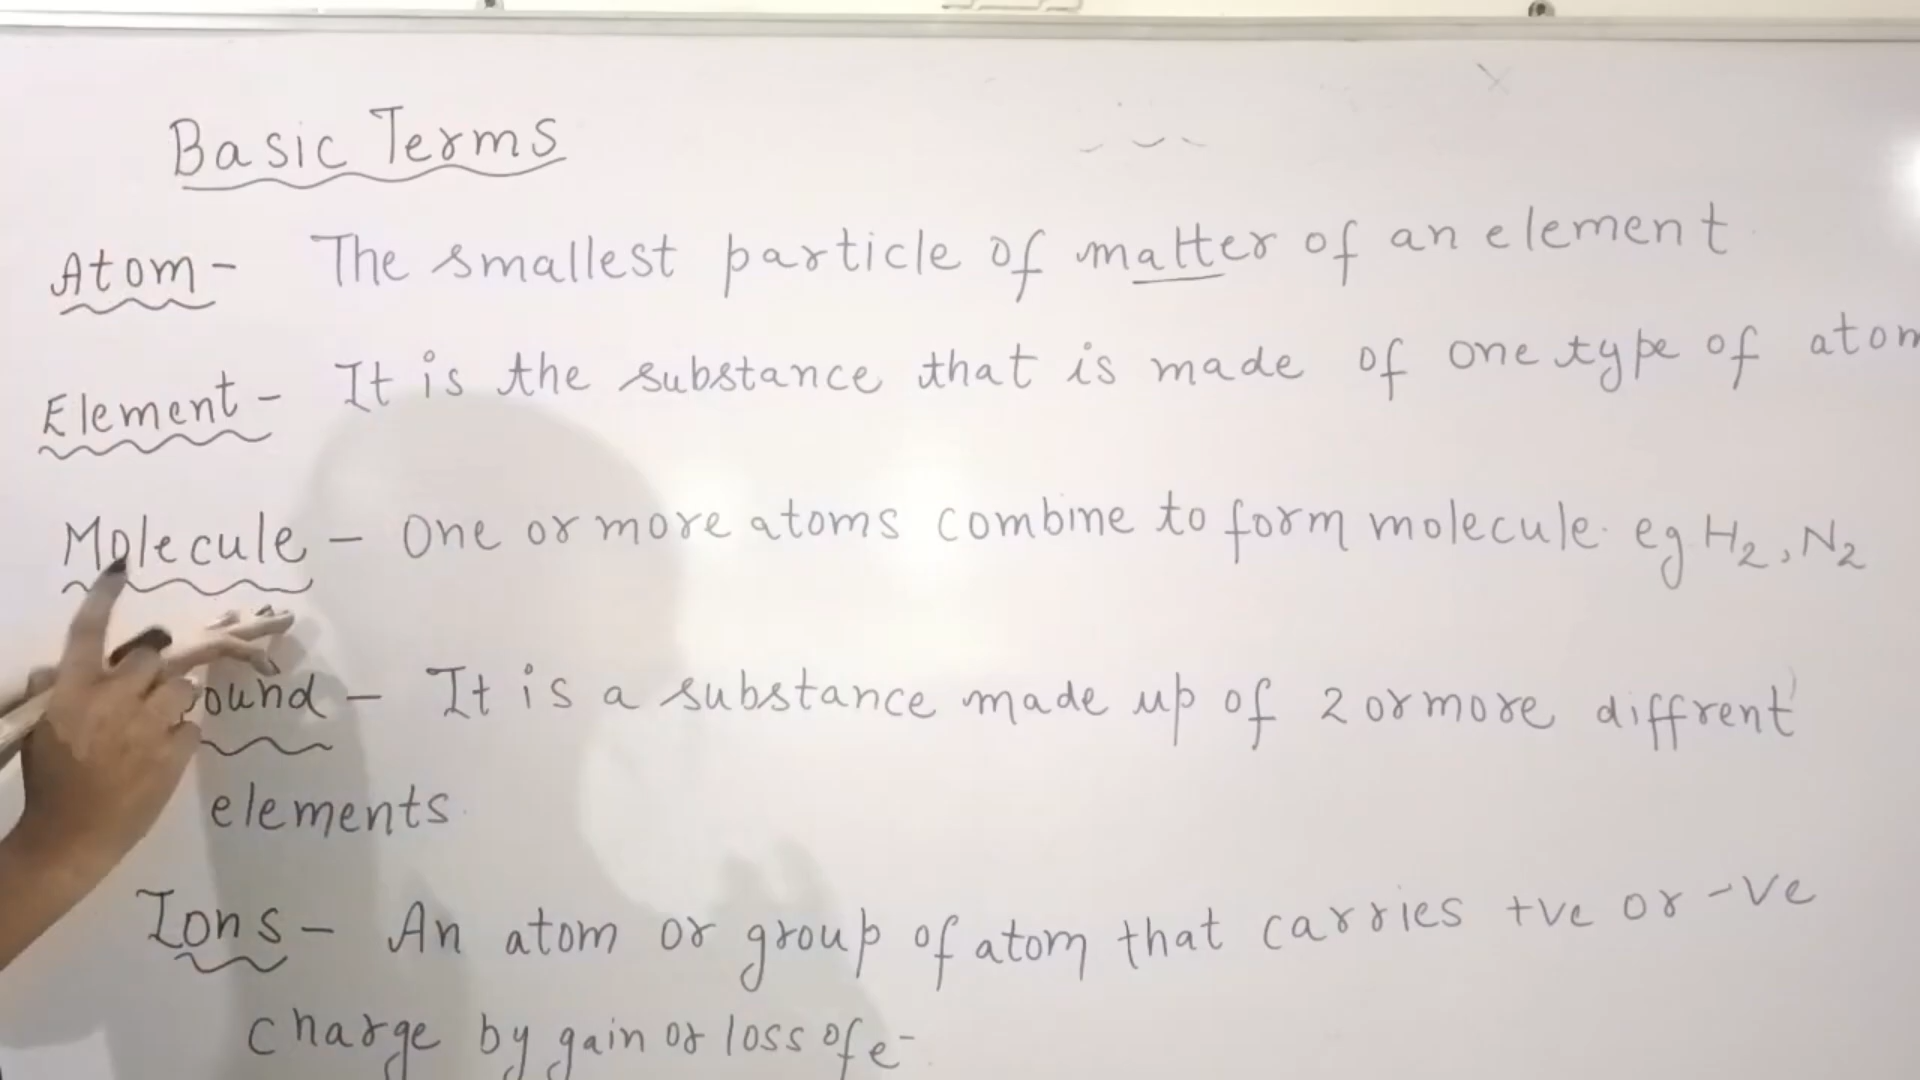 Basic Terms
Atom - The smallest particle of matter of an element
Element - It is the substance that is made of one type of atom
Molecule - One or more atoms combine to form molecule. eg H2, N2
ound - It is a substance made up of 2 or more diffrent
elements.
Ions - An atom or group of atom that carries +ve or -ve
charge by gain or loss of e-